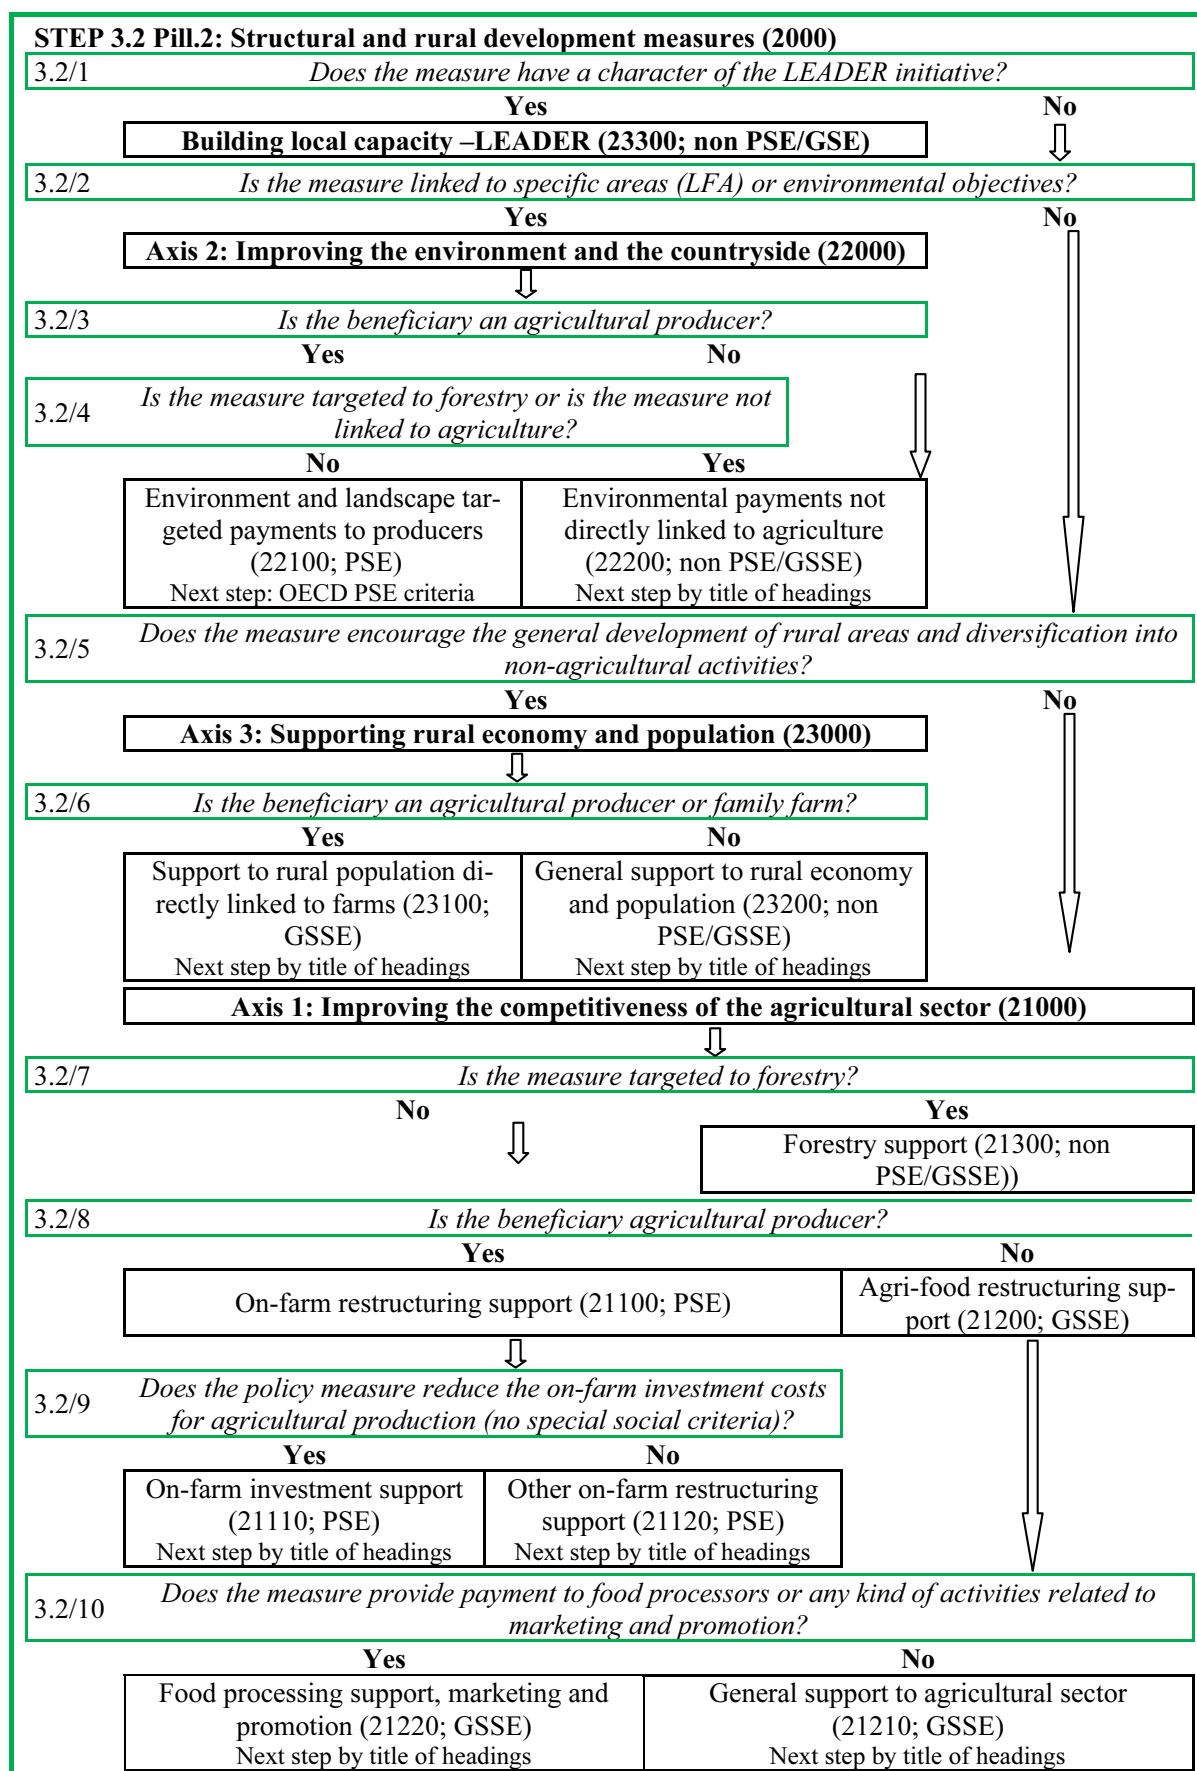 STEP 3.2 Pill.2: Structural and rural development measures (2000)
3.2/1 Does the measure have a character of the LEADER initiative?
Yes No
Building local capacity –LEADER (23300; non PSE/GSE)
3.2/2 Is the measure linked to specific areas (LFA) or environmental objectives?
Yes No
Axis 2: Improving the environment and the countryside (22000)
3.2/3 Is the beneficiary an agricultural producer?
Yes No
3.2/4 Is the measure targeted to forestry or is the measure not
linked to agriculture?
No Yes
Environment and landscape tar-
geted payments to producers
(22100; PSE)
Next step: OECD PSE criteria
Environmental payments not
directly linked to agriculture
(22200; non PSE/GSSE)
Next step by title of headings
3.2/5 Does the measure encourage the general development of rural areas and diversification into
non-agricultural activities?
Yes No
Axis 3: Supporting rural economy and population (23000)
3.2/6 Is the beneficiary an agricultural producer or family farm?
Yes No
Support to rural population di-
rectly linked to farms (23100;
GSSE)
Next step by title of headings
General support to rural economy
and population (23200; non
PSE/GSSE)
Next step by title of headings
Axis 1: Improving the competitiveness of the agricultural sector (21000)
3.2/7 Is the measure targeted to forestry?
No Yes
Forestry support (21300; non
PSE/GSSE))
3.2/8 Is the beneficiary agricultural producer?
Yes No
On-farm restructuring support (21100; PSE)
Agri-food restructuring sup-
port (21200; GSSE)
3.2/9 Does the policy measure reduce the on-farm investment costs
for agricultural production (no special social criteria)?
Yes No
On-farm investment support
(21110; PSE)
Next step by title of headings
Other on-farm restructuring
support (21120; PSE)
Next step by title of headings
3.2/10 Does the measure provide payment to food processors or any kind of activities related to
marketing and promotion?
Yes No
Food processing support, marketing and
promotion (21220; GSSE)
Next step by title of headings
General support to agricultural sector
(21210; GSSE)
Next step by title of headings